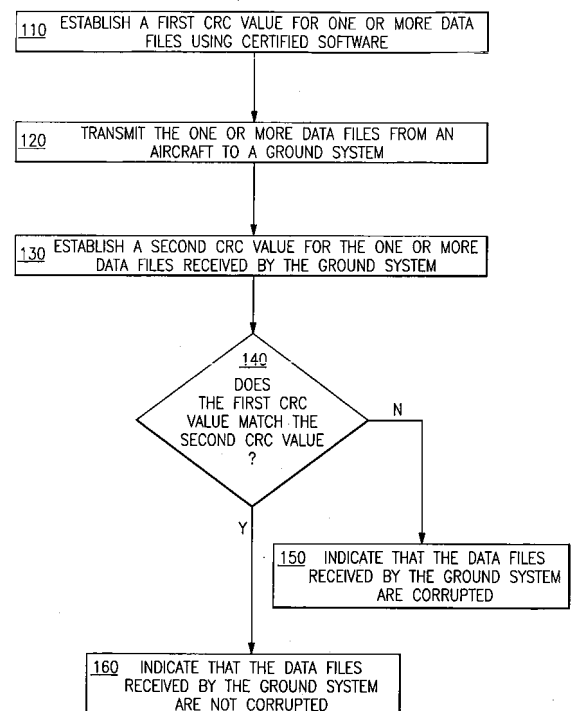 110 ESTABLISH A FIRST CRC VALUE FOR ONE OR MORE DATA
FILES USING CERTIFIED SOFTWARE
120 TRANSMIT THE ONE OR MORE DATA FILES FROM AN
AIRCRAFT TO A GROUND SYSTEM
130 ESTABLISH A SECOND CRC VALUE FOR THE ONE OR MORE
DATA FILES RECEIVED BY THE GROUND SYSTEM
140
DOES
THE FIRST CRC
VALUE MATCH THE
SECOND CRC VALUE
?
N
Y
150 INDICATE THAT THE DATA FILES
RECEIVED BY THE GROUND SYSTEM
ARE CORRUPTED
160 INDICATE THAT THE DATA FILES
RECEIVED BY THE GROUND SYSTEM
ARE NOT CORRUPTED